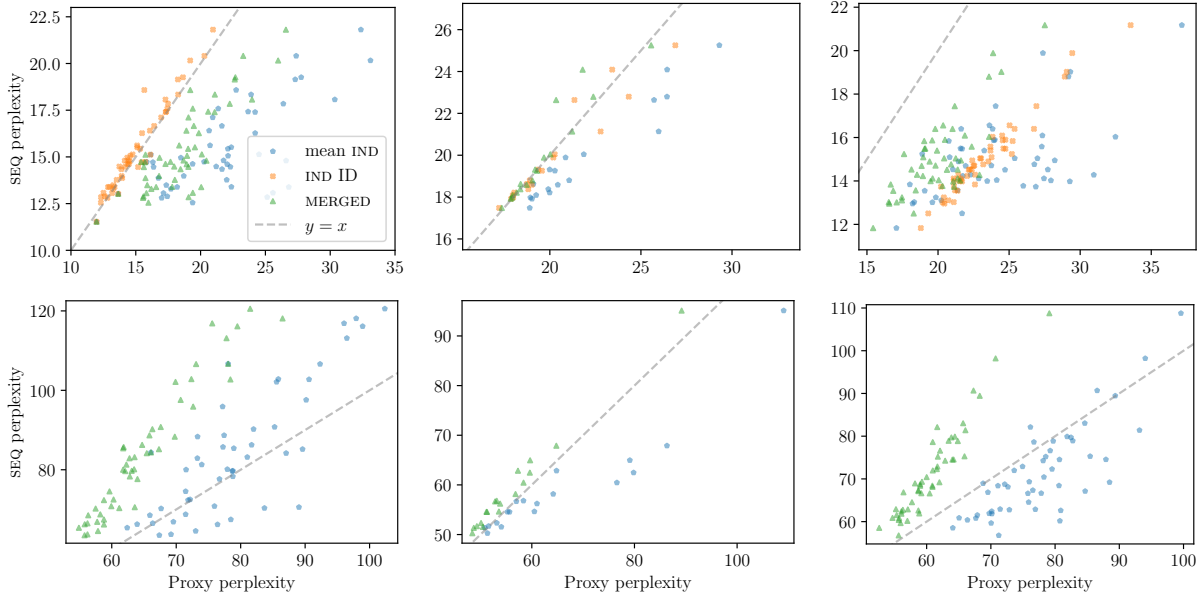 22.5
20.0
17.5
15.0
12.5
10.0
SEQ perplexity
10 15 20 25 30 35
mean IND
IND ID
MERGED
y = x
26
24
22
20
18
16
20 25 30
22
20
18
16
14
12
15 20 25 30 35
120
100
80
SEQ perplexity
60 70 80 90 100
Proxy perplexity
90
80
70
60
50
60 80 100
Proxy perplexity
110
100
90
80
70
60
60 70 80 90 100
Proxy perplexity